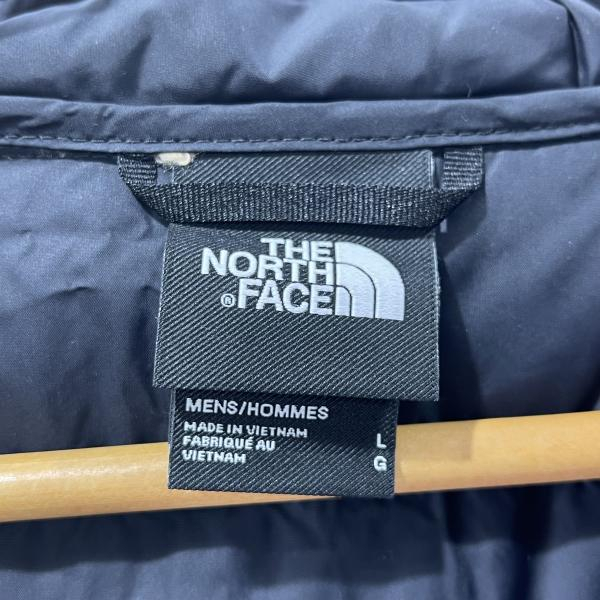 THE
NORTH
® FACE
MENS/HOMMES
MADE IN VIETNAM
FABRIQUÉ AU
VIETNAM
L
G